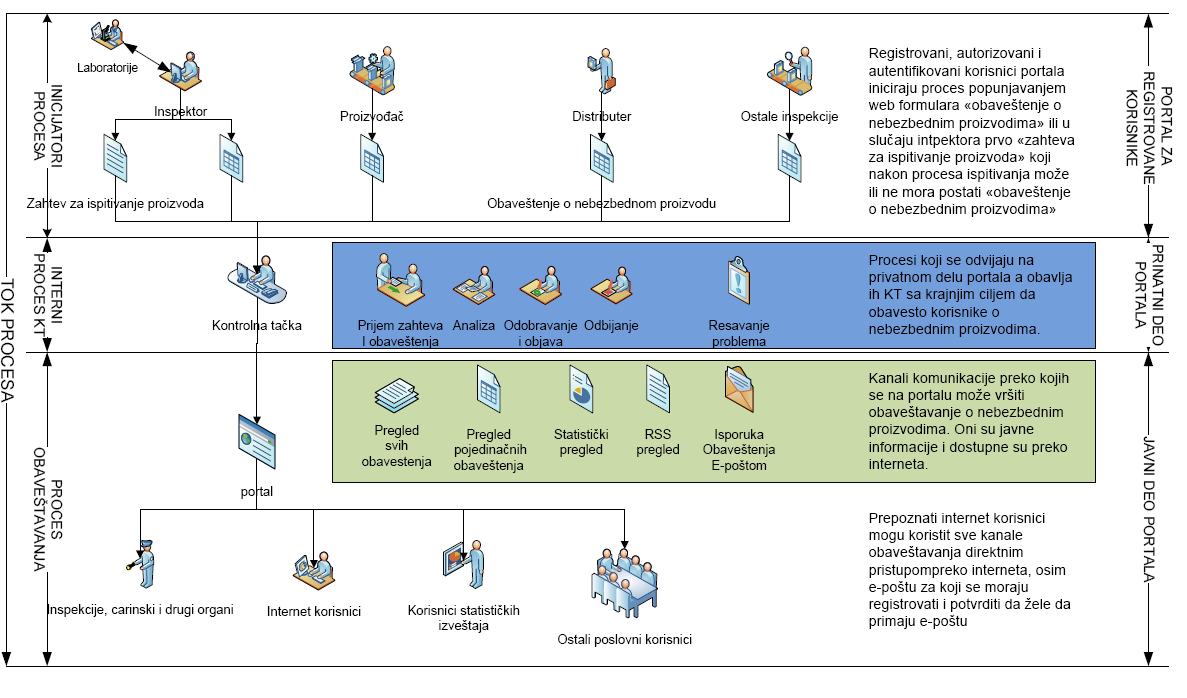 TOK PROCESA
INICIJATORI
PROCESA
Laboratorije
Inspektor
Proizvođač
Distributer
Ostale inspekcije
Zahtev za ispitivanje proizvoda
Obaveštenje o nebezbednom proizvodu
Registrovani, autorizovani i
autentifikovani korisnici portala
iniciraju proces popunjavanjem
web formulara «obaveštenje o
nebezbednim proizvodima» ili u
slučaju intpektora prvo «zahteva
za ispitivanje proizvoda» koji
nakon procesa ispitivanja može
ili ne mora postati «obaveštenje
o nebezbednim proizvodima»
PORTAL ZA
REGISTROVANE
KORISNIKE
INTERNI
PROCES KT
Kontrolna tačka
Prijem zahteva
I obaveštenja
Analiza
Odobravanje
i objava
Odbijanje
Resavanje
problema
Procesi koji se odvijaju na
privatnom delu portala a obavlja
ih KT sa krajnjim ciljem da
obavesto korisnike o
nebezbednim proizvodima.
PRINATNI DEO
PORTALA
PROCES
OBAVEŠTAVANJA
portal
Pregled
svih
obavestenja
Pregled
pojedinačnih
obaveštenja
Statistički
pregled
RSS
pregled
Isporuka
Obaveštenja
E-poštom
Kanali komunikacije preko kojih
se na portalu može vršiti
obaveštavanje o nebezbednim
proizvodima. Oni su javne
informacije i dostupne su preko
interneta.
JAVNI DEO PORTALA
Inspekcije, carinski i drugi organi
Internet korisnici
Korisnici statističkih
izveštaja
Ostali poslovni korisnici
Prepoznati internet korisnici
mogu koristit sve kanale
obaveštavanja direktnim
pristupompreko interneta, osim
e-poštu za koji se moraju
registrovati i potvrditi da žele da
primaju e-poštu